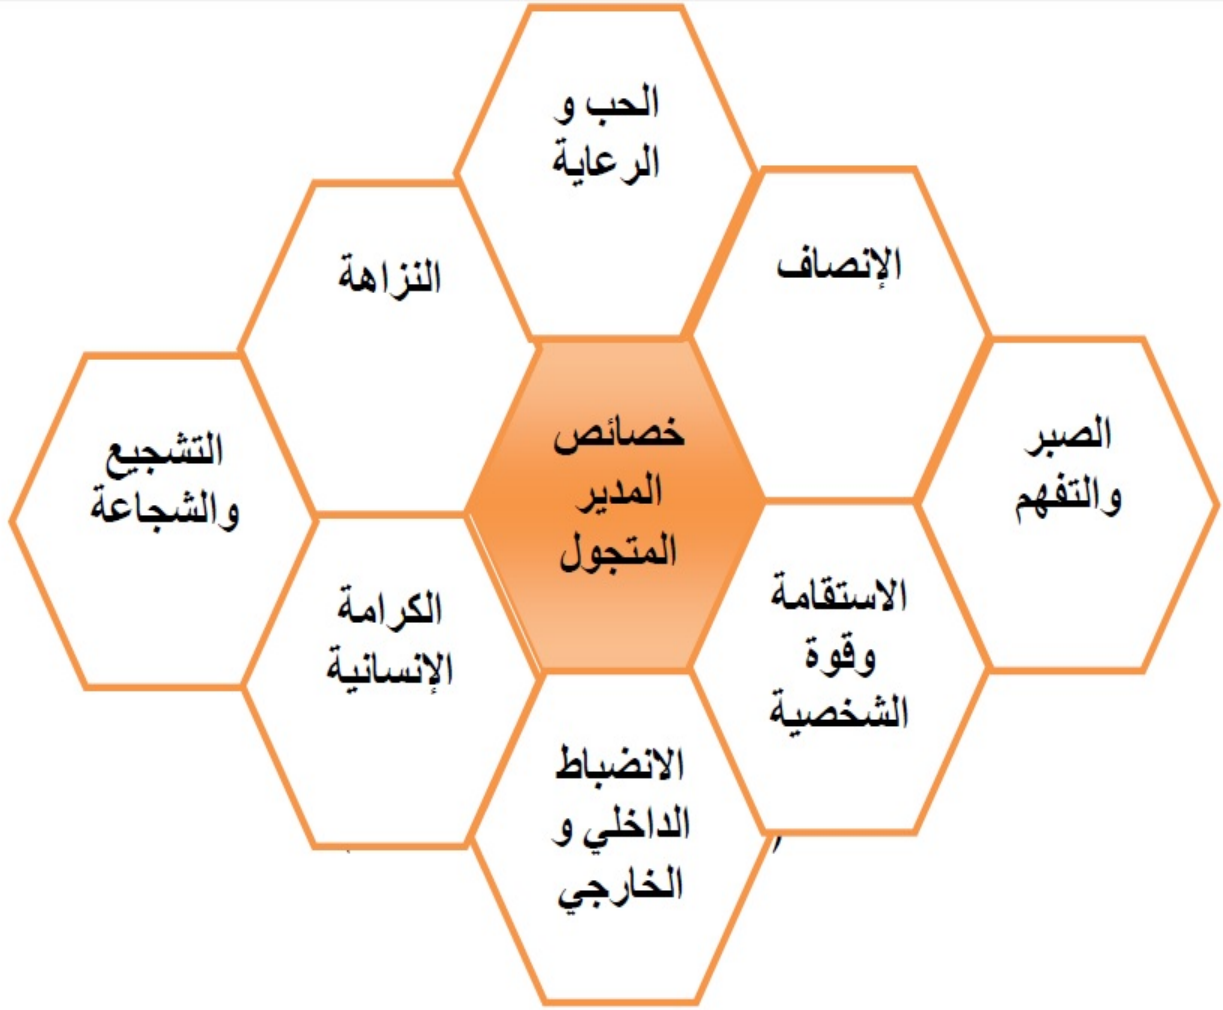 الحب و
الرعاية
الإنصاف
النزاهة
الصبر
والتفهم
خصائص
المدير
المتجول
التشجيع
والشجاعة
الاستقامة
وقوة
الشخصية
الكرامة
الإنسانية
الانضباط
الداخلي و
الخارجي